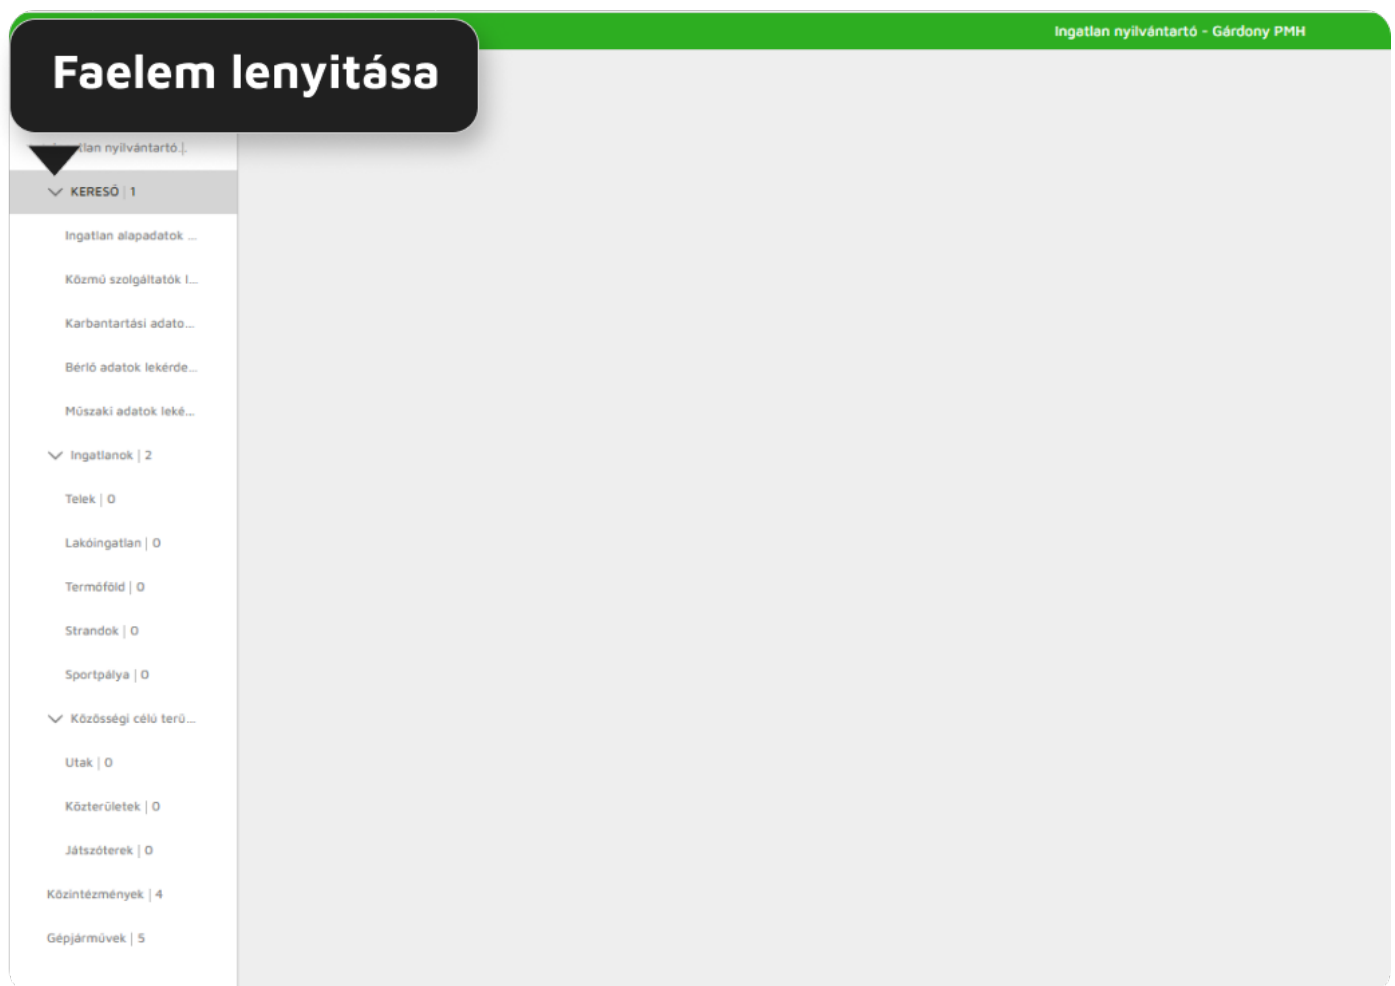 Ingatlan nyilvántartó - Gárdony PMH
Faelem lenyitása
nyilvántartó.|.
KERESŐ | 1
Ingatlan alapadatok ...
Közmű szolgáltatók l...
Karbantartási adato...
Bérlő adatok lekérde...
Műszaki adatok leké...
Ingatlanok | 2
Telek | 0
Lakóingatlan | 0
Termőföld | 0
Strandok | 0
Sportpálya | 0
Közösségi célú terü...
Utak | 0
Közterületek | 0
Játszóterek | 0
Közintézmények | 4
Gépjárművek | 5